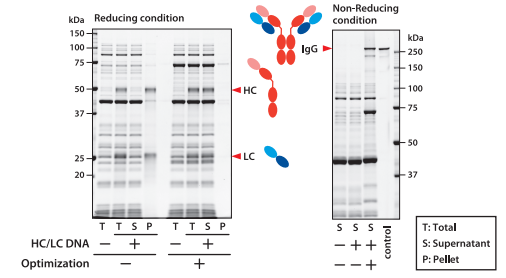 Reducing condition
kDa
150
100
75
50
37
25
20
HC
LC
T T S P T T S P
HC/LC DNA – + – +
Optimization – +
IgG
Non-Reducing
condition
kDa
250
150
100
75
50
37
S S S control
– – +
– + +
T: Total
S: Supernatant
P: Pellet